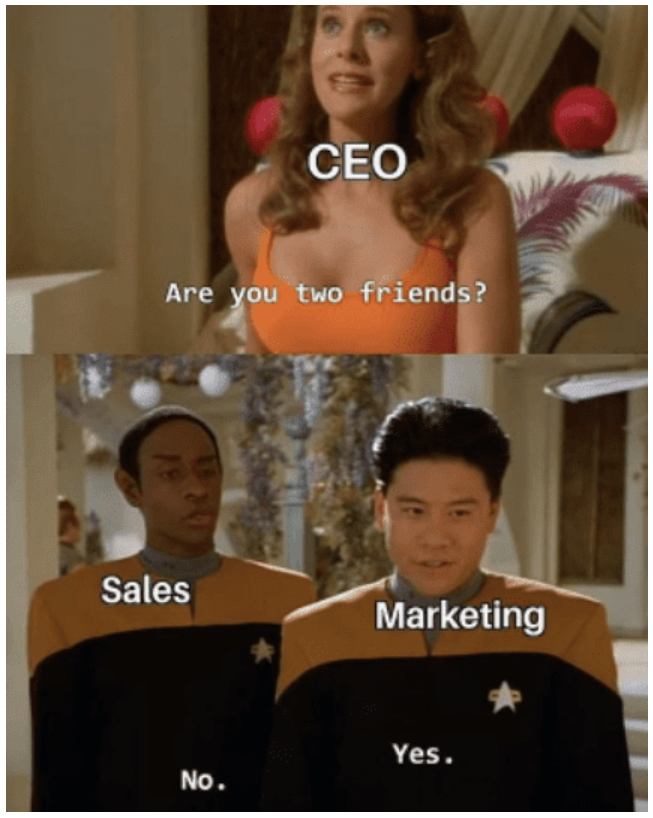 CEO
Are you two friends?
Sales
Marketing
Yes.
No.